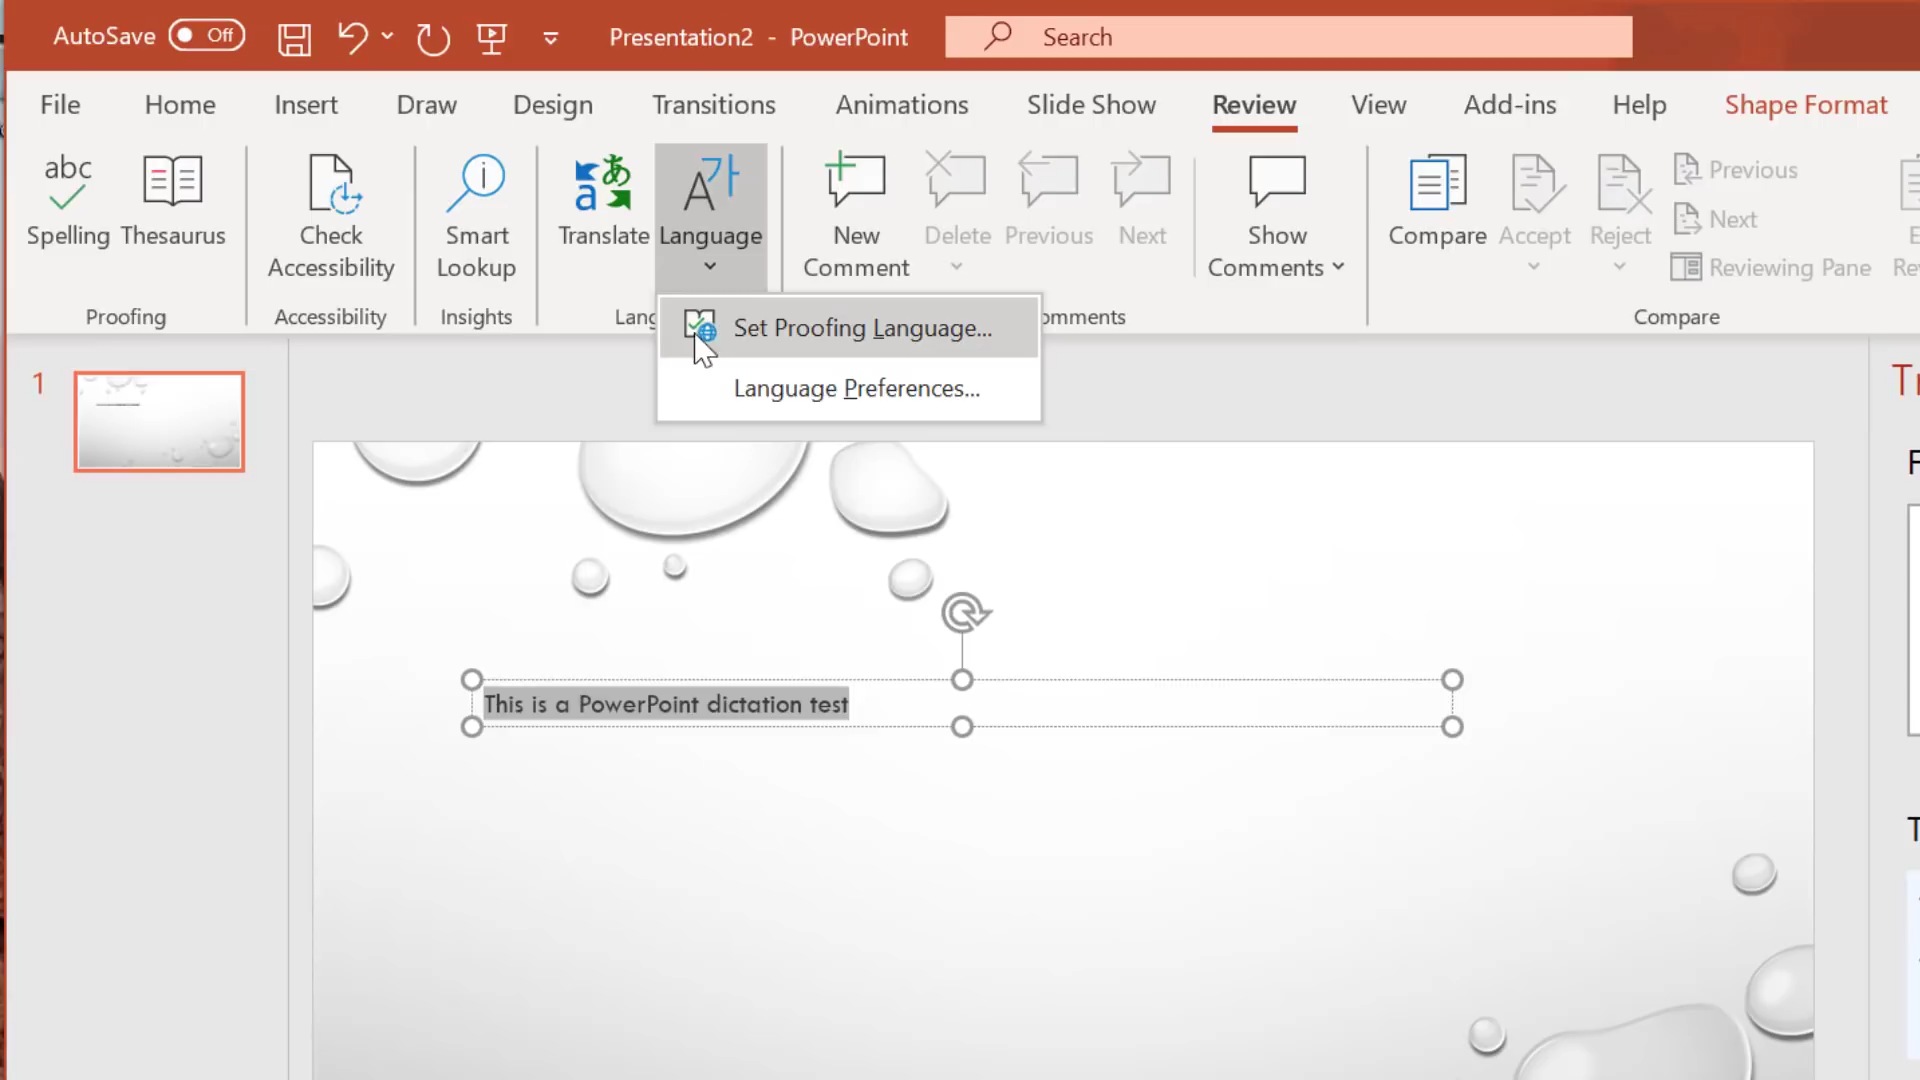 AutoSave Off Presentation2 - PowerPoint Search
File Home Insert Draw Design Transitions Animations Slide Show Review View Add-ins Help Shape Format
abc
Spelling Thesaurus Check Accessibility Smart Lookup Translate Language New Comment Delete Previous Next Show Comments Compare Accept Reject
Previous
Next
Reviewing Pane
Proofing Accessibility Insights Compare
Set Proofing Language...
Language Preferences...
1
This is a PowerPoint dictation test